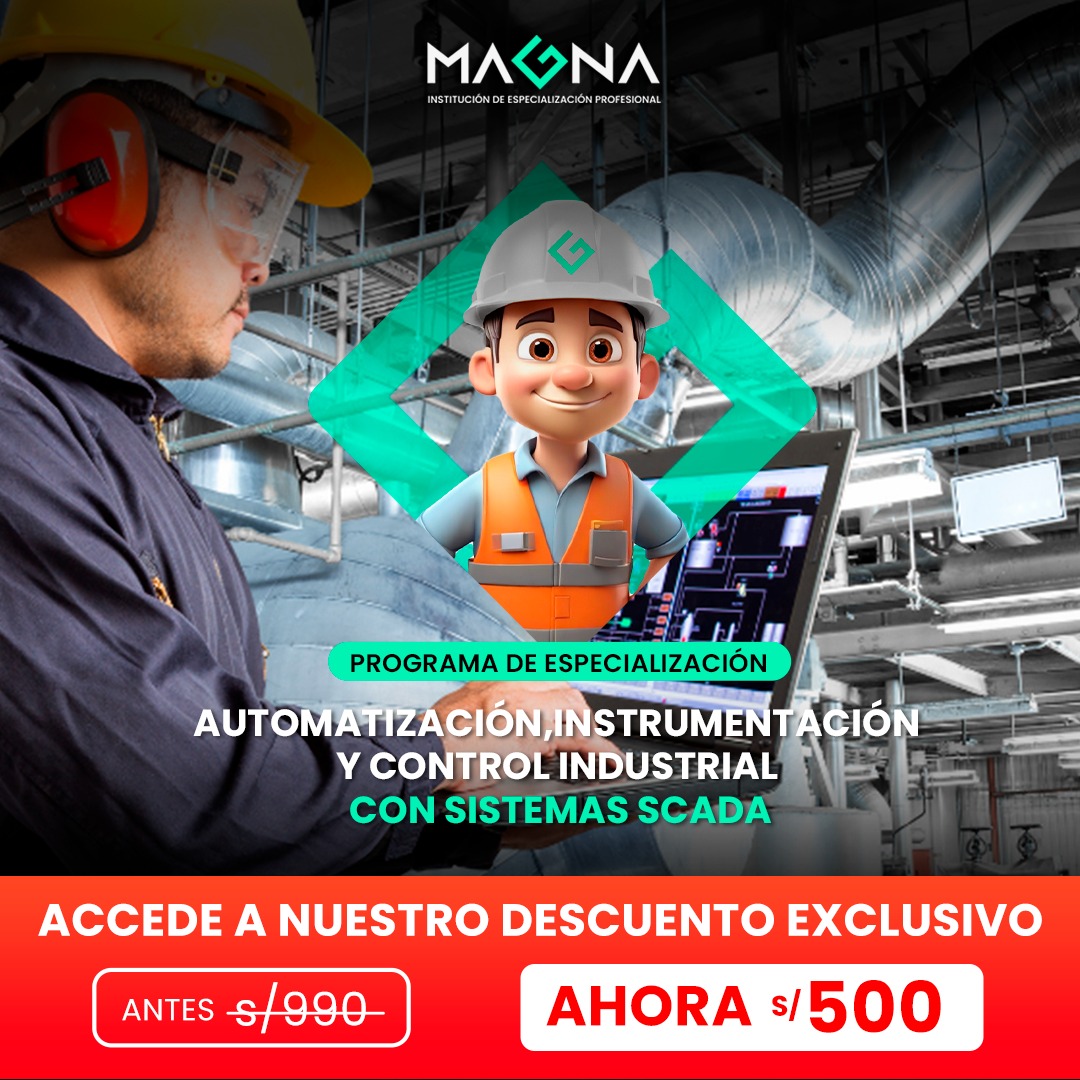 MAGNA
INSTITUCIÓN DE ESPECIALIZACIÓN PROFESIONAL
PROGRAMA DE ESPECIALIZACIÓN
AUTOMATIZACIÓN,INSTRUMENTACIÓN
Y CONTROL INDUSTRIAL
CON SISTEMAS SCADA
ACCEDE A NUESTRO DESCUENTO EXCLUSIVO
ANTES s/990
AHORA s/500